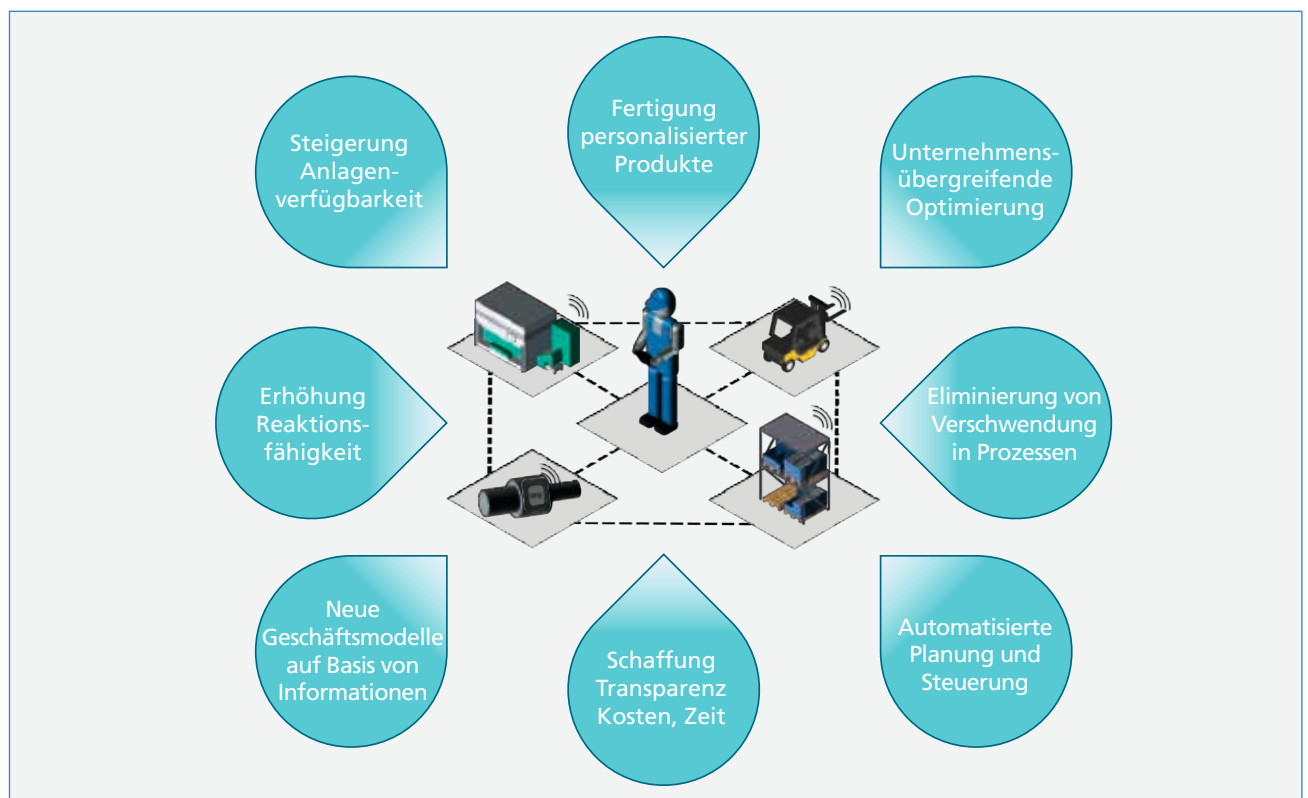 Steigerung
Anlagen-
verfügbarkeit
Fertigung
personalisierter
Produkte
Unternehmens-
übergreifende
Optimierung
Erhöhung
Reaktions-
fähigkeit
Eliminierung von
Verschwendung
in Prozessen
Neue
Geschäftsmodelle
auf Basis von
Informationen
Schaffung
Transparenz
Kosten, Zeit
Automatisierte
Planung und
Steuerung